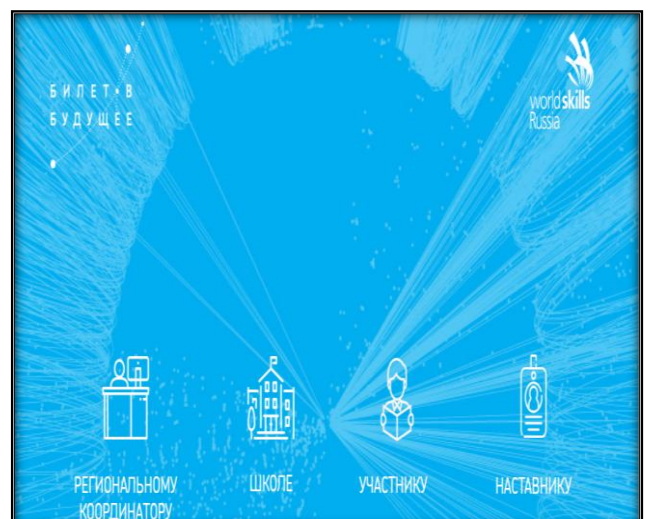 БИЛЕТ В
БУДУЩЕЕ
worldskills
Russia
РЕГИОНАЛЬНОМУ
КООРДИНАТОРУ
ШКОЛЕ
УЧАСТНИКУ
НАСТАВНИКУ